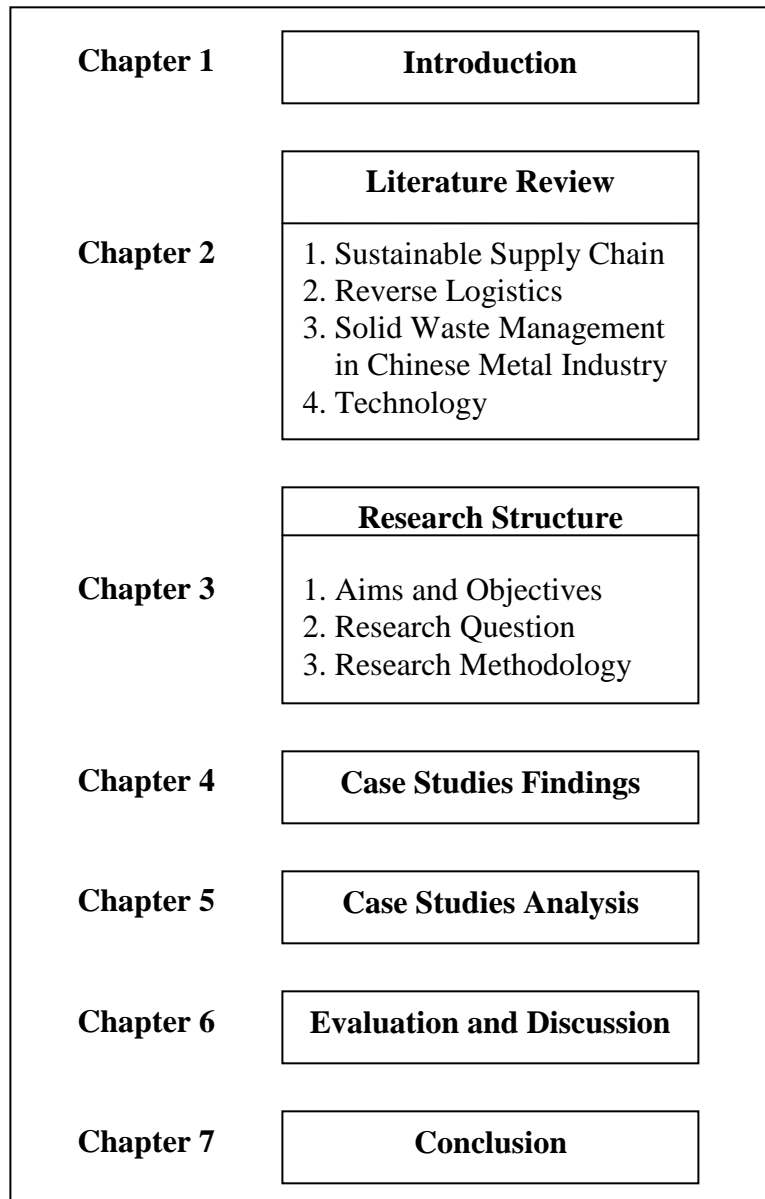 Chapter 1
Introduction
Literature Review
Chapter 2
1. Sustainable Supply Chain
2. Reverse Logistics
3. Solid Waste Management
in Chinese Metal Industry
4. Technology
Research Structure
Chapter 3
1. Aims and Objectives
2. Research Question
3. Research Methodology
Chapter 4
Case Studies Findings
Chapter 5
Case Studies Analysis
Chapter 6
Evaluation and Discussion
Chapter 7
Conclusion